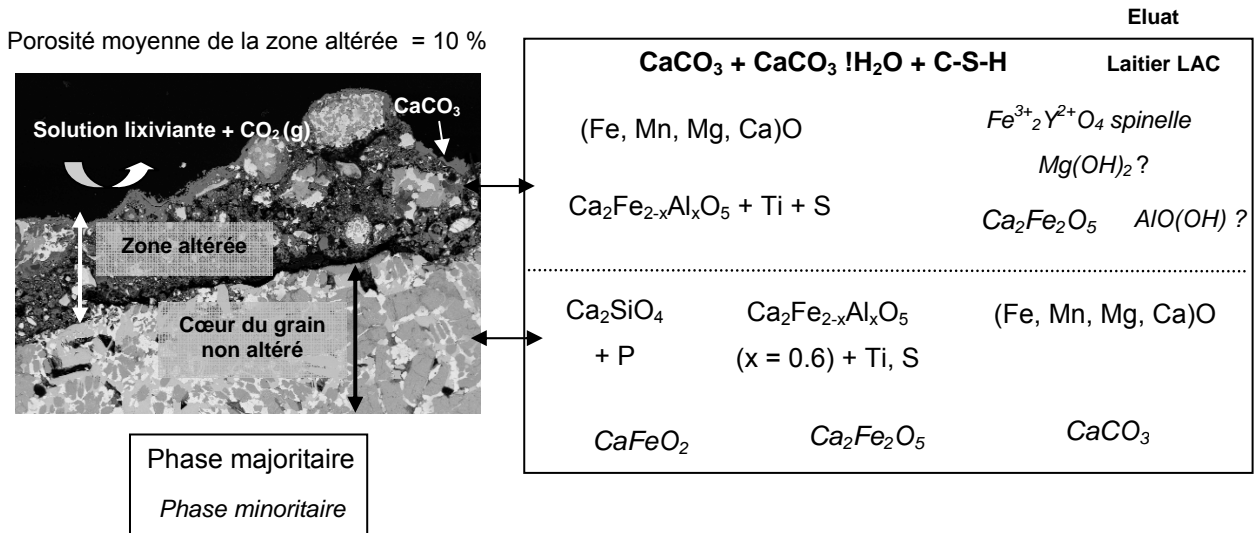 Eluat
Porosité moyenne de la zone altérée = 10 %
CaCO₃ + CaCO₃ !H₂O + C-S-H
Laitier LAC
CaCO₃
Solution lixiviante + CO₂ (g)
(Fe, Mn, Mg, Ca)O
Fe³⁺₂Y²⁺O₄ spinelle
Mg(OH)₂ ?
Ca₂Fe₂₋ₓAlₓO₅ + Ti + S
Ca₂Fe₂O₅
AlO(OH) ?
Zone altérée
Cœur du grain
non altéré
Ca₂SiO₄
+ P
Ca₂Fe₂₋ₓAlₓO₅
(x = 0.6) + Ti, S
(Fe, Mn, Mg, Ca)O
CaFeO₂
Ca₂Fe₂O₅
CaCO₃
Phase majoritaire
Phase minoritaire